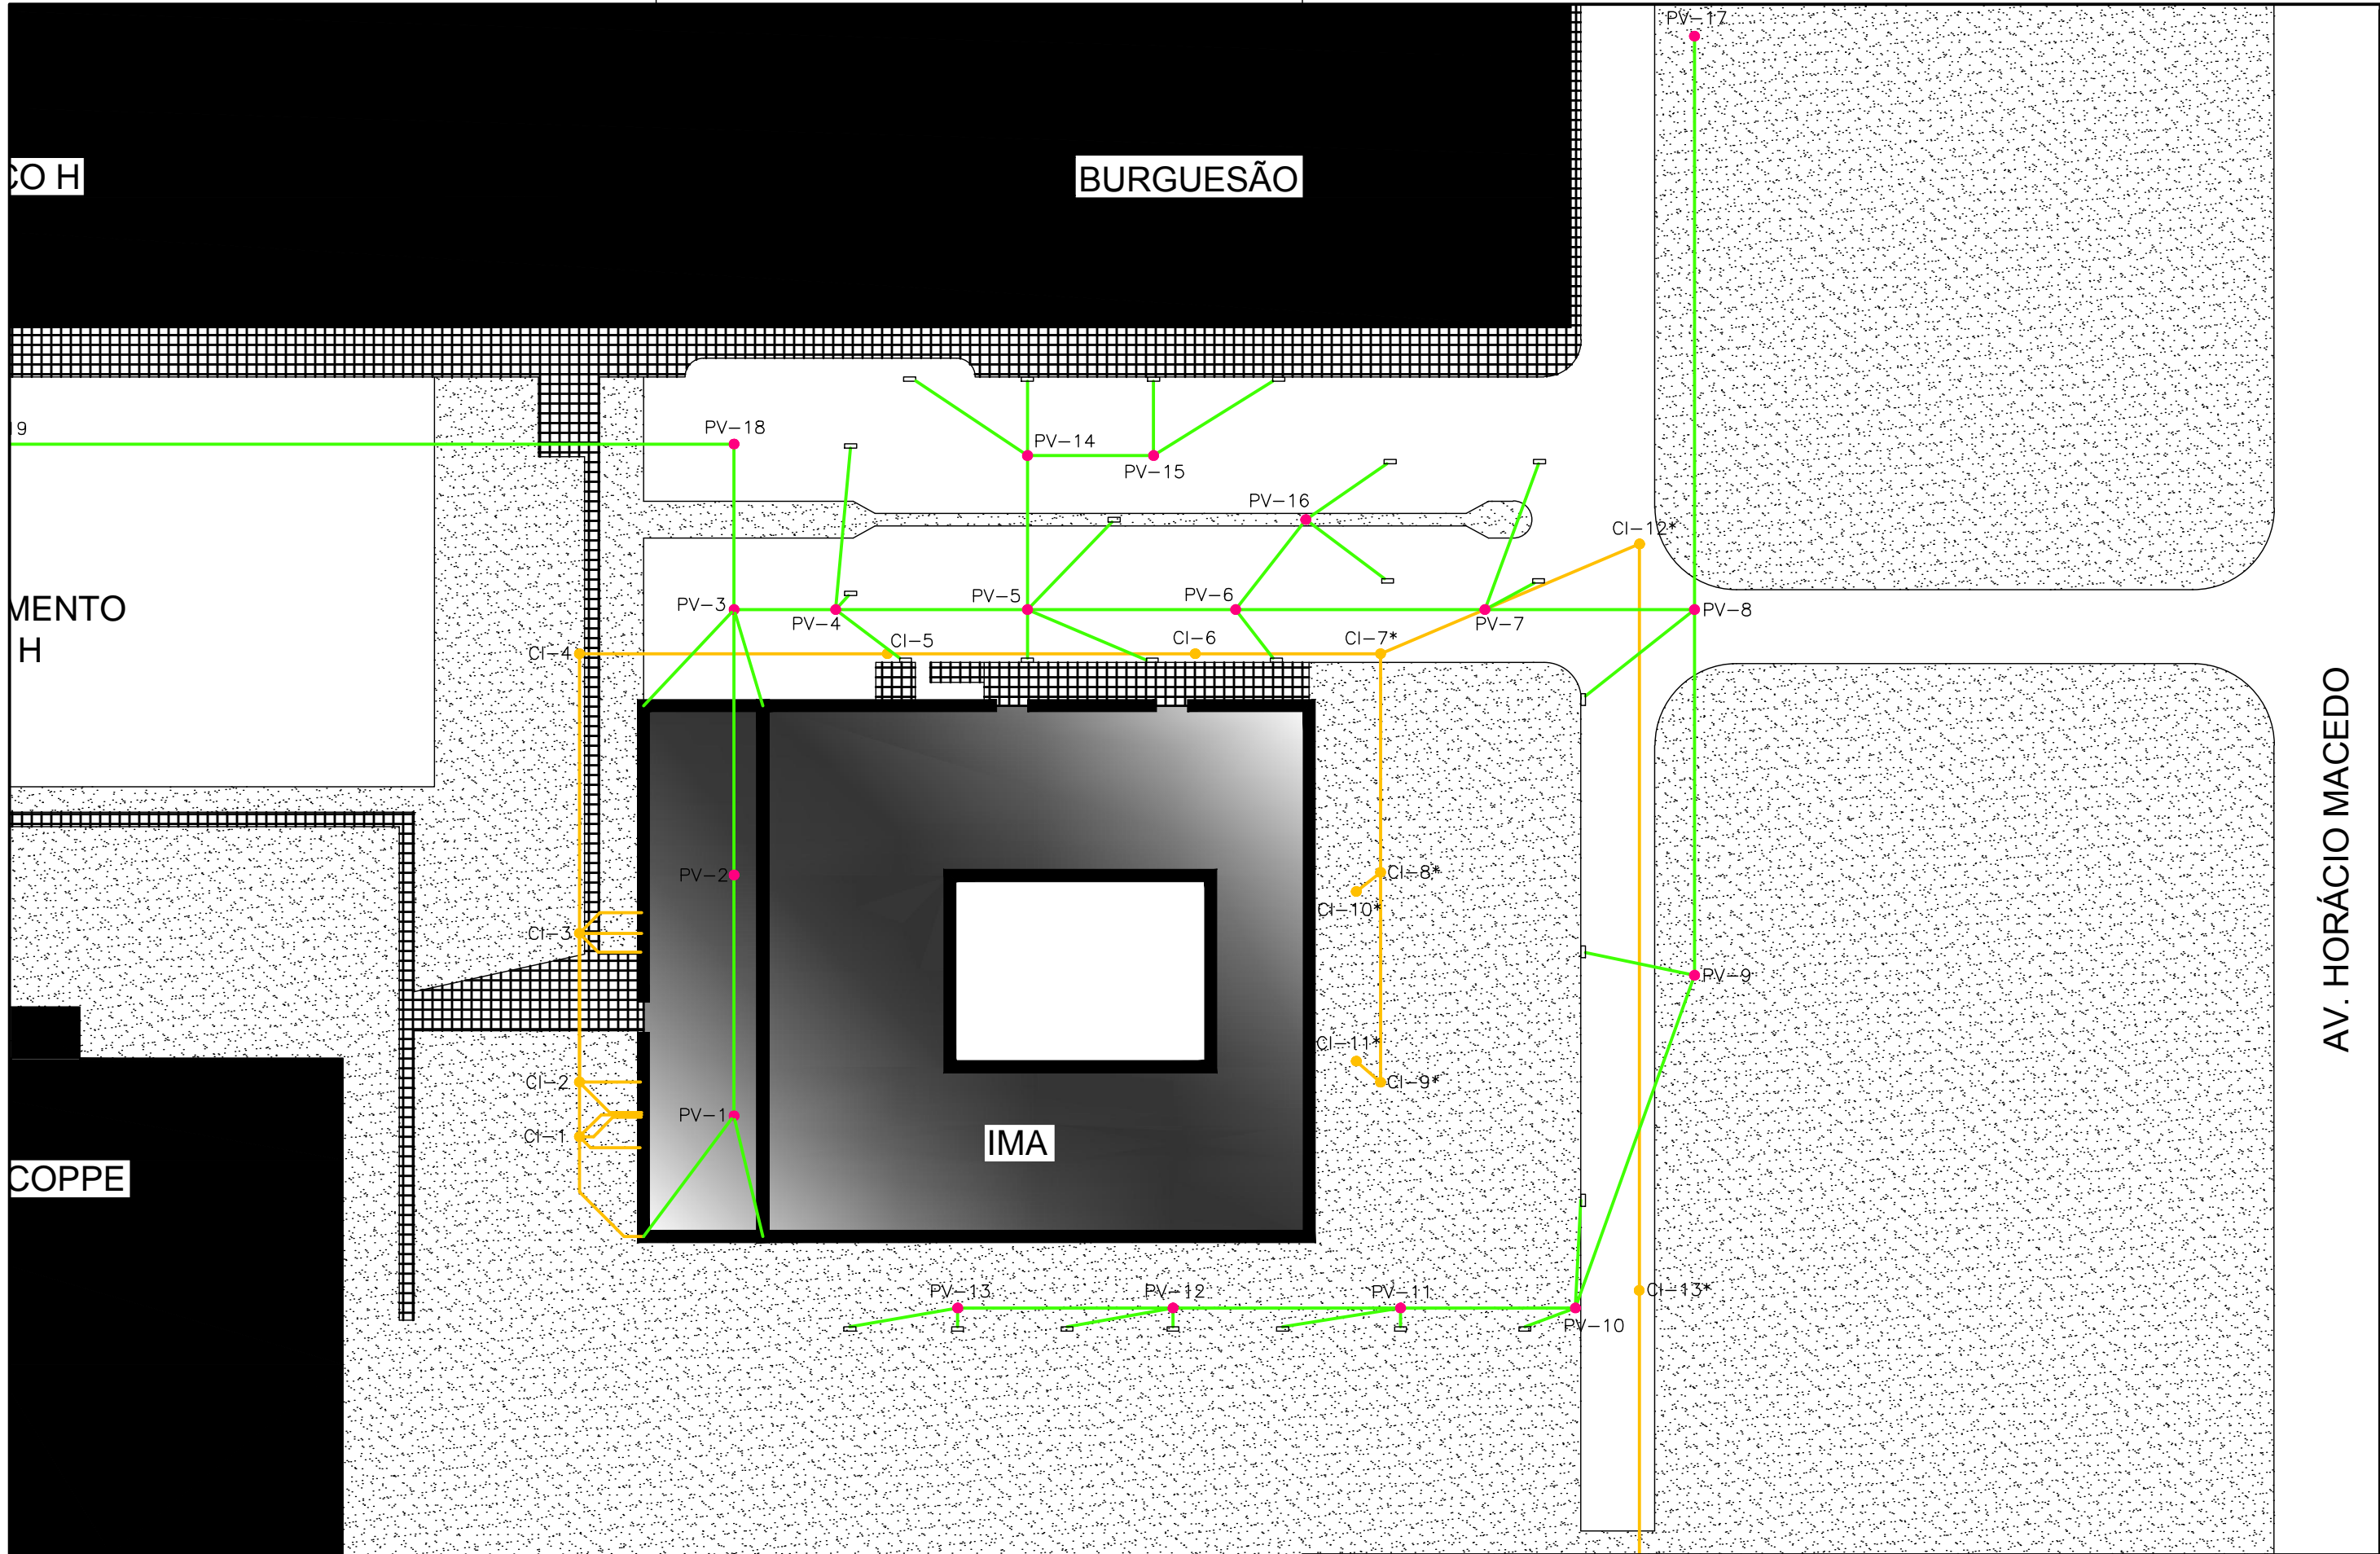 PV-17
ÇO H
BURGUESÃO
19
PV-18
PV-14
PV-15
PV-16
CI-12*
MENTO
H
PV-3
PV-4
PV-5
PV-6
PV-7
PV-8
CI-4
CI-5
CI-6
CI-7*
AV. HORÁCIO MACEDO
PV-2
CI-8*
CI-10*
CI-3
PV-9
CI-11*
CI-2
CI-9*
PV-1
CI-1
IMA
COPPE
PV-13
PV-12
PV-11
CI-13*
PV-10